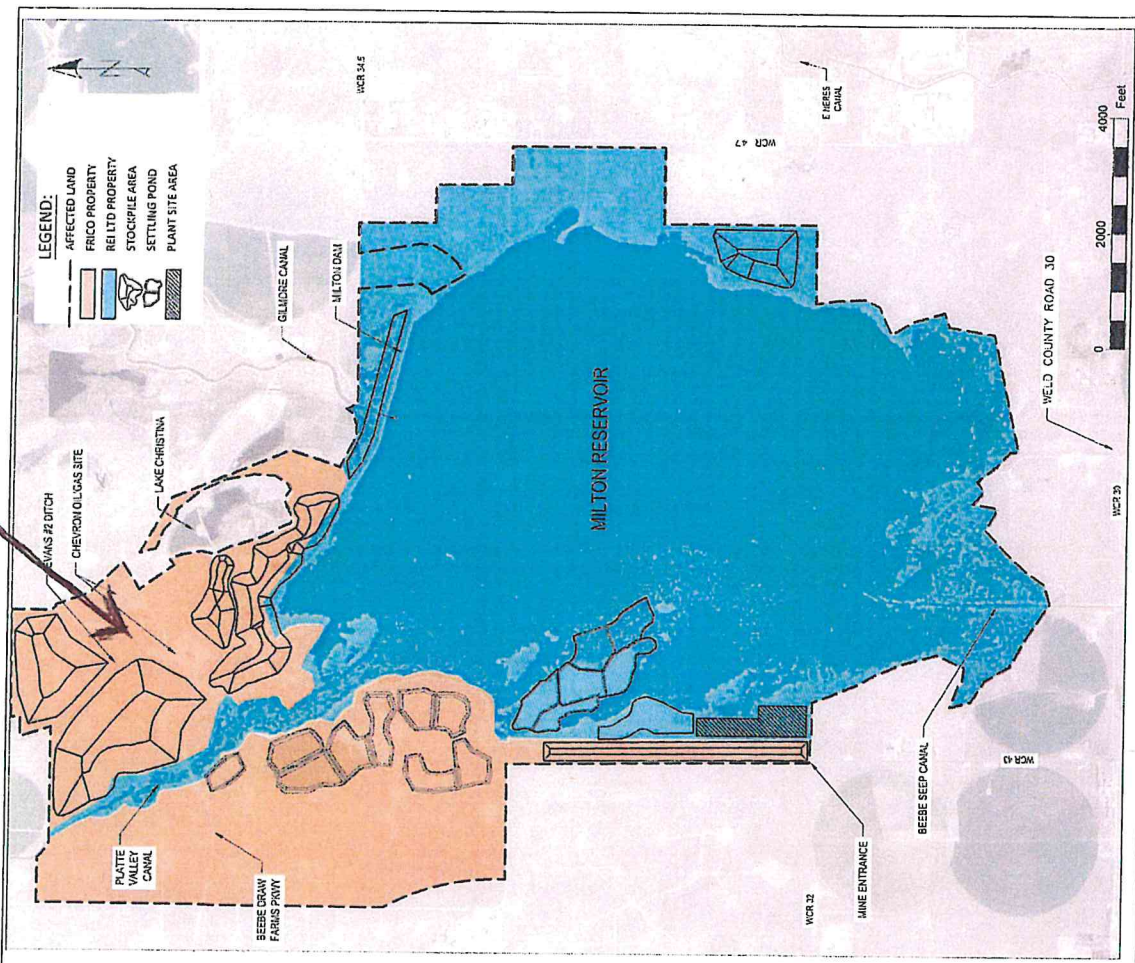 N
LEGEND:
AFFECTED LAND
FRICO PROPERTY
REI LTD PROPERTY
STOCKPILE AREA
SETTLING POND
PLANT SITE AREA
WCR 34.5
GILMORE CANAL
MILTON DAM
WCR 47
CANAL
EVANS #2 DITCH
CHEVRON OIL/GAS SITE
LAKE CHRISTINA
MILTON RESERVOIR
PLATTE
VALLEY
CANAL
BEEBE DRAW
FARMS PKWY
WCR 32
MINE ENTRANCE
BEEBE SEEP CANAL
WCR 43
WCR 30
WELD COUNTY ROAD 30
0 2000 4000
Feet